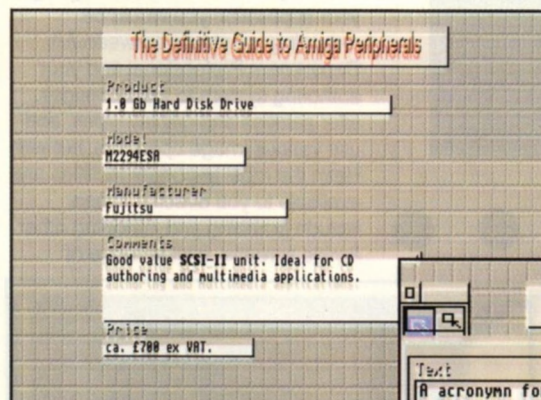 The Definitive Guide to Amiga Peripherals
Product
1.0 Gb Hard Disk Drive
Model
M2294ESA
Manufacturer
Fujitsu
Comments
Good value SCSI-II unit. Ideal for CD
authoring and multimedia applications.
Price
ca. £700 ex VAT.
Text
A acronymn fo